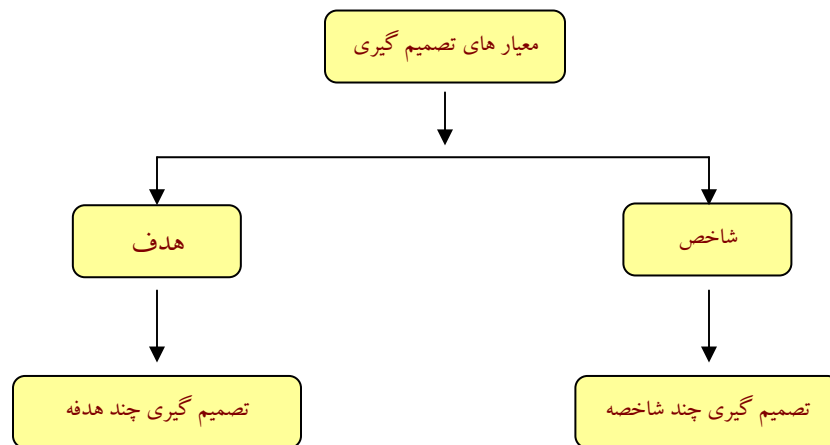 معیار های تصمیم گیری
شاخص
هدف
تصمیم گیری چند شاخصه
تصمیم گیری چند هدفه